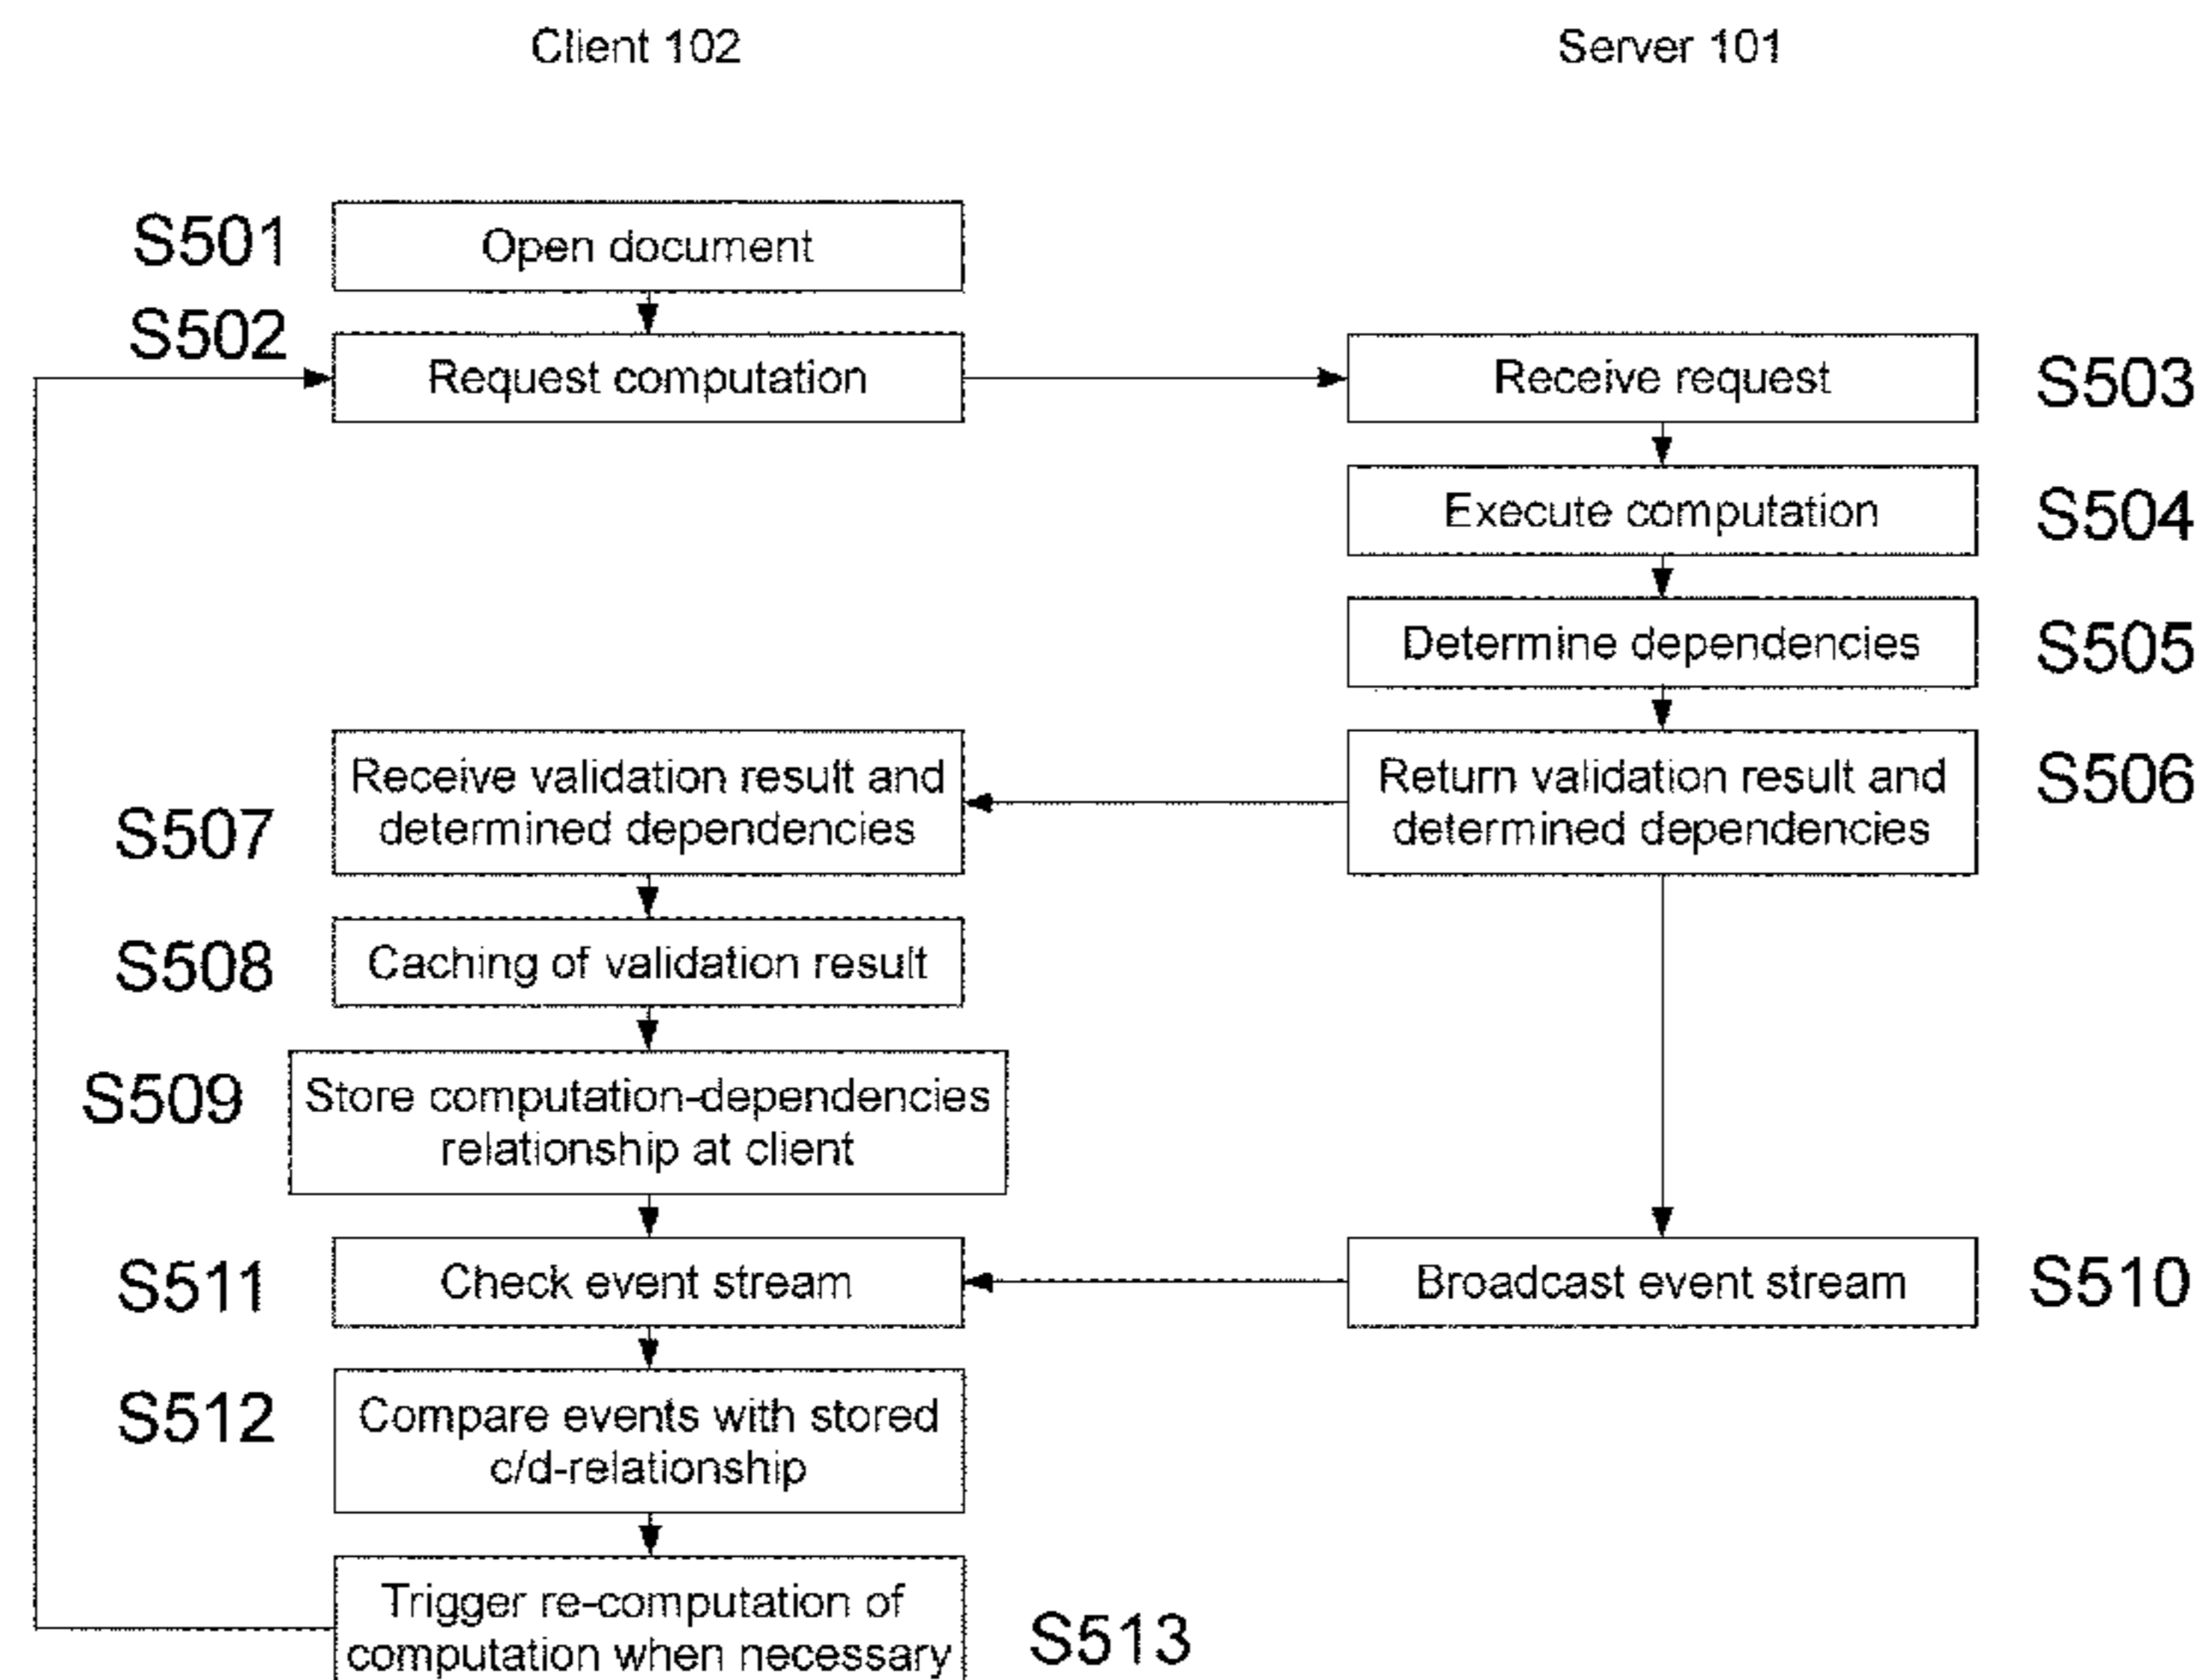 Client 102
Server 101
S501
Open document
S502
Request computation
Receive request
S503
Execute computation
S504
Determine dependencies
S505
Receive validation result and
determined dependencies
S507
Return validation result and
determined dependencies
S506
S508
Caching of validation result
S509
Store computation-dependencies
relationship at client
S511
Check event stream
Broadcast event stream
S510
S512
Compare events with stored
c/d-relationship
Trigger re-computation of
computation when necessary
S513